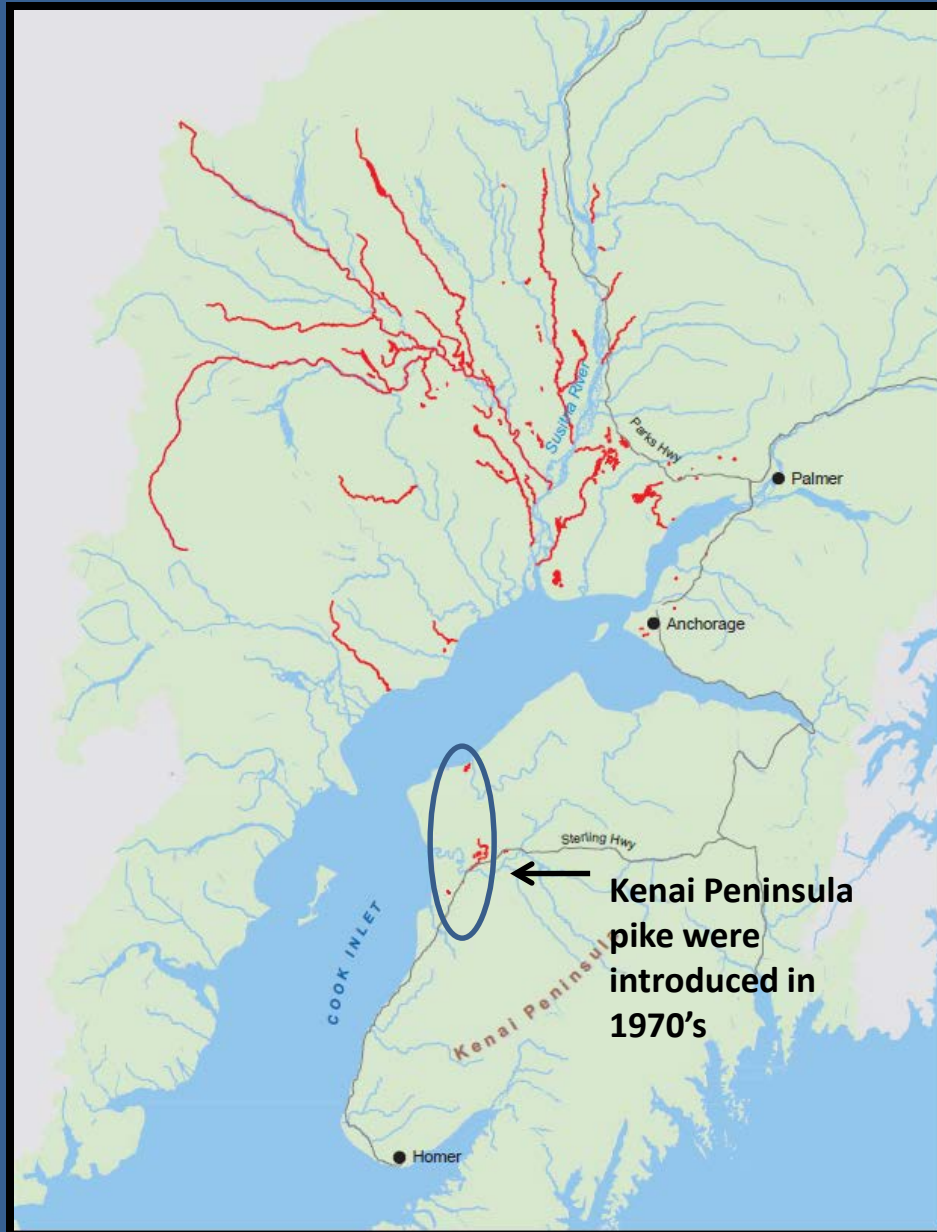 Susitna River
Parks Hwy
Palmer
Anchorage
Sterling Hwy
Kenai Peninsula
pike were
introduced in
1970's
COOK INLET
Kenai Peninsula
Homer